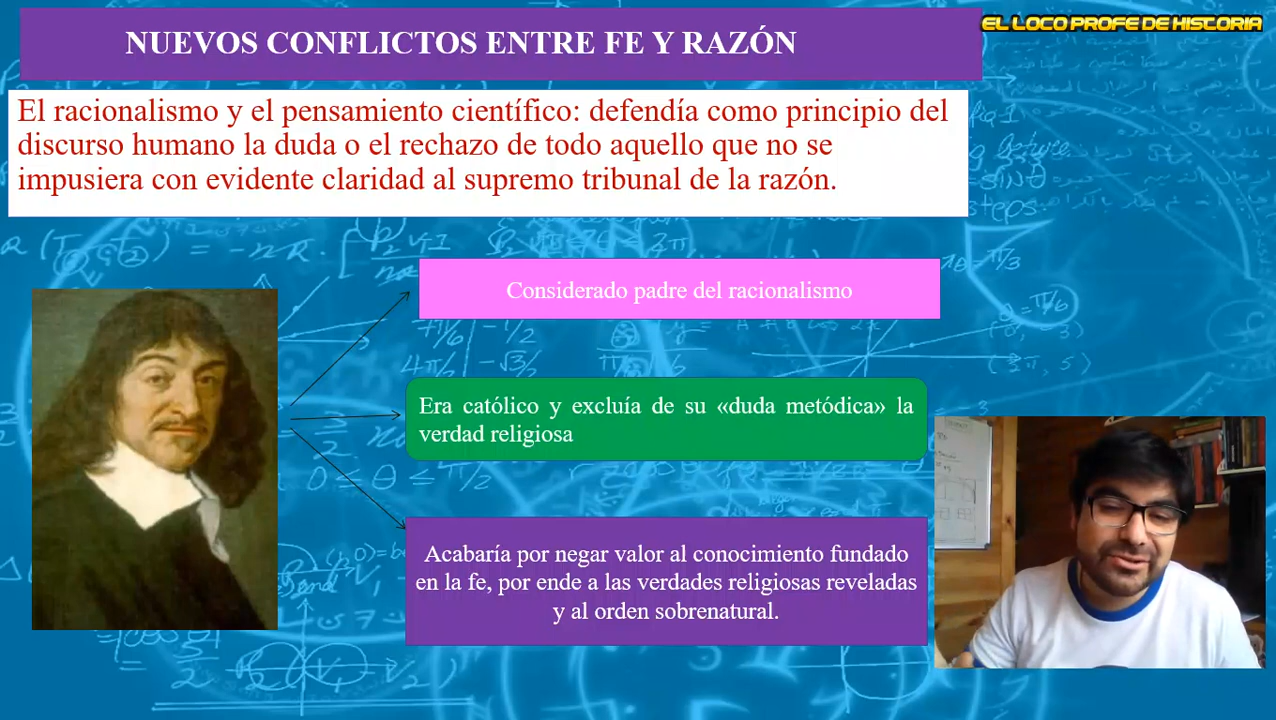 NUEVOS CONFLICTOS ENTRE FE Y RAZÓN
EL LOCO PROFE DE HISTORIA
El racionalismo y el pensamiento científico: defendía como principio del
discurso humano la duda o el rechazo de todo aquello que no se
impusiera con evidente claridad al supremo tribunal de la razón.
Considerado padre del racionalismo
Era católico y excluía de su «duda metódica» la
verdad religiosa
Acabaría por negar valor al conocimiento fundado
en la fe, por ende a las verdades religiosas reveladas
y al orden sobrenatural.